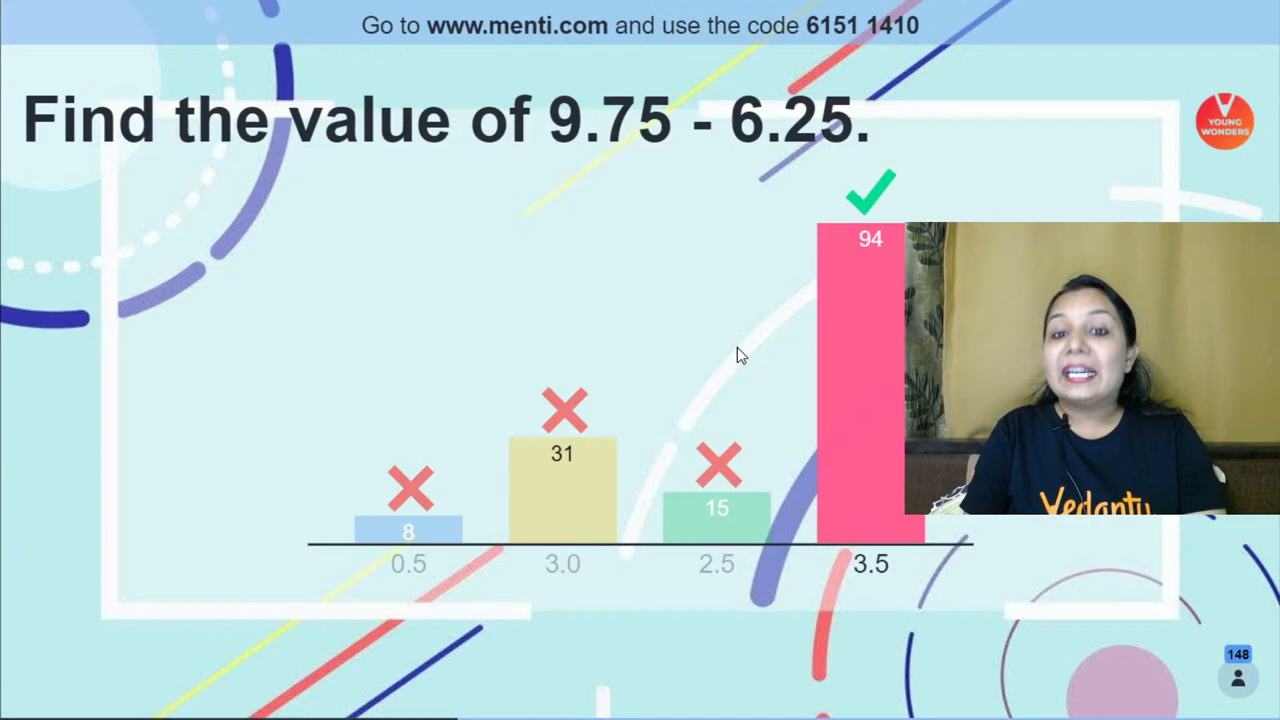 Go to www.menti.com and use the code 6151 1410
Find the value of 9.75 - 6.25.
YOUNG
WONDERS
94
31
15
8
0.5 3.0 2.5 3.5
Vedantu
148